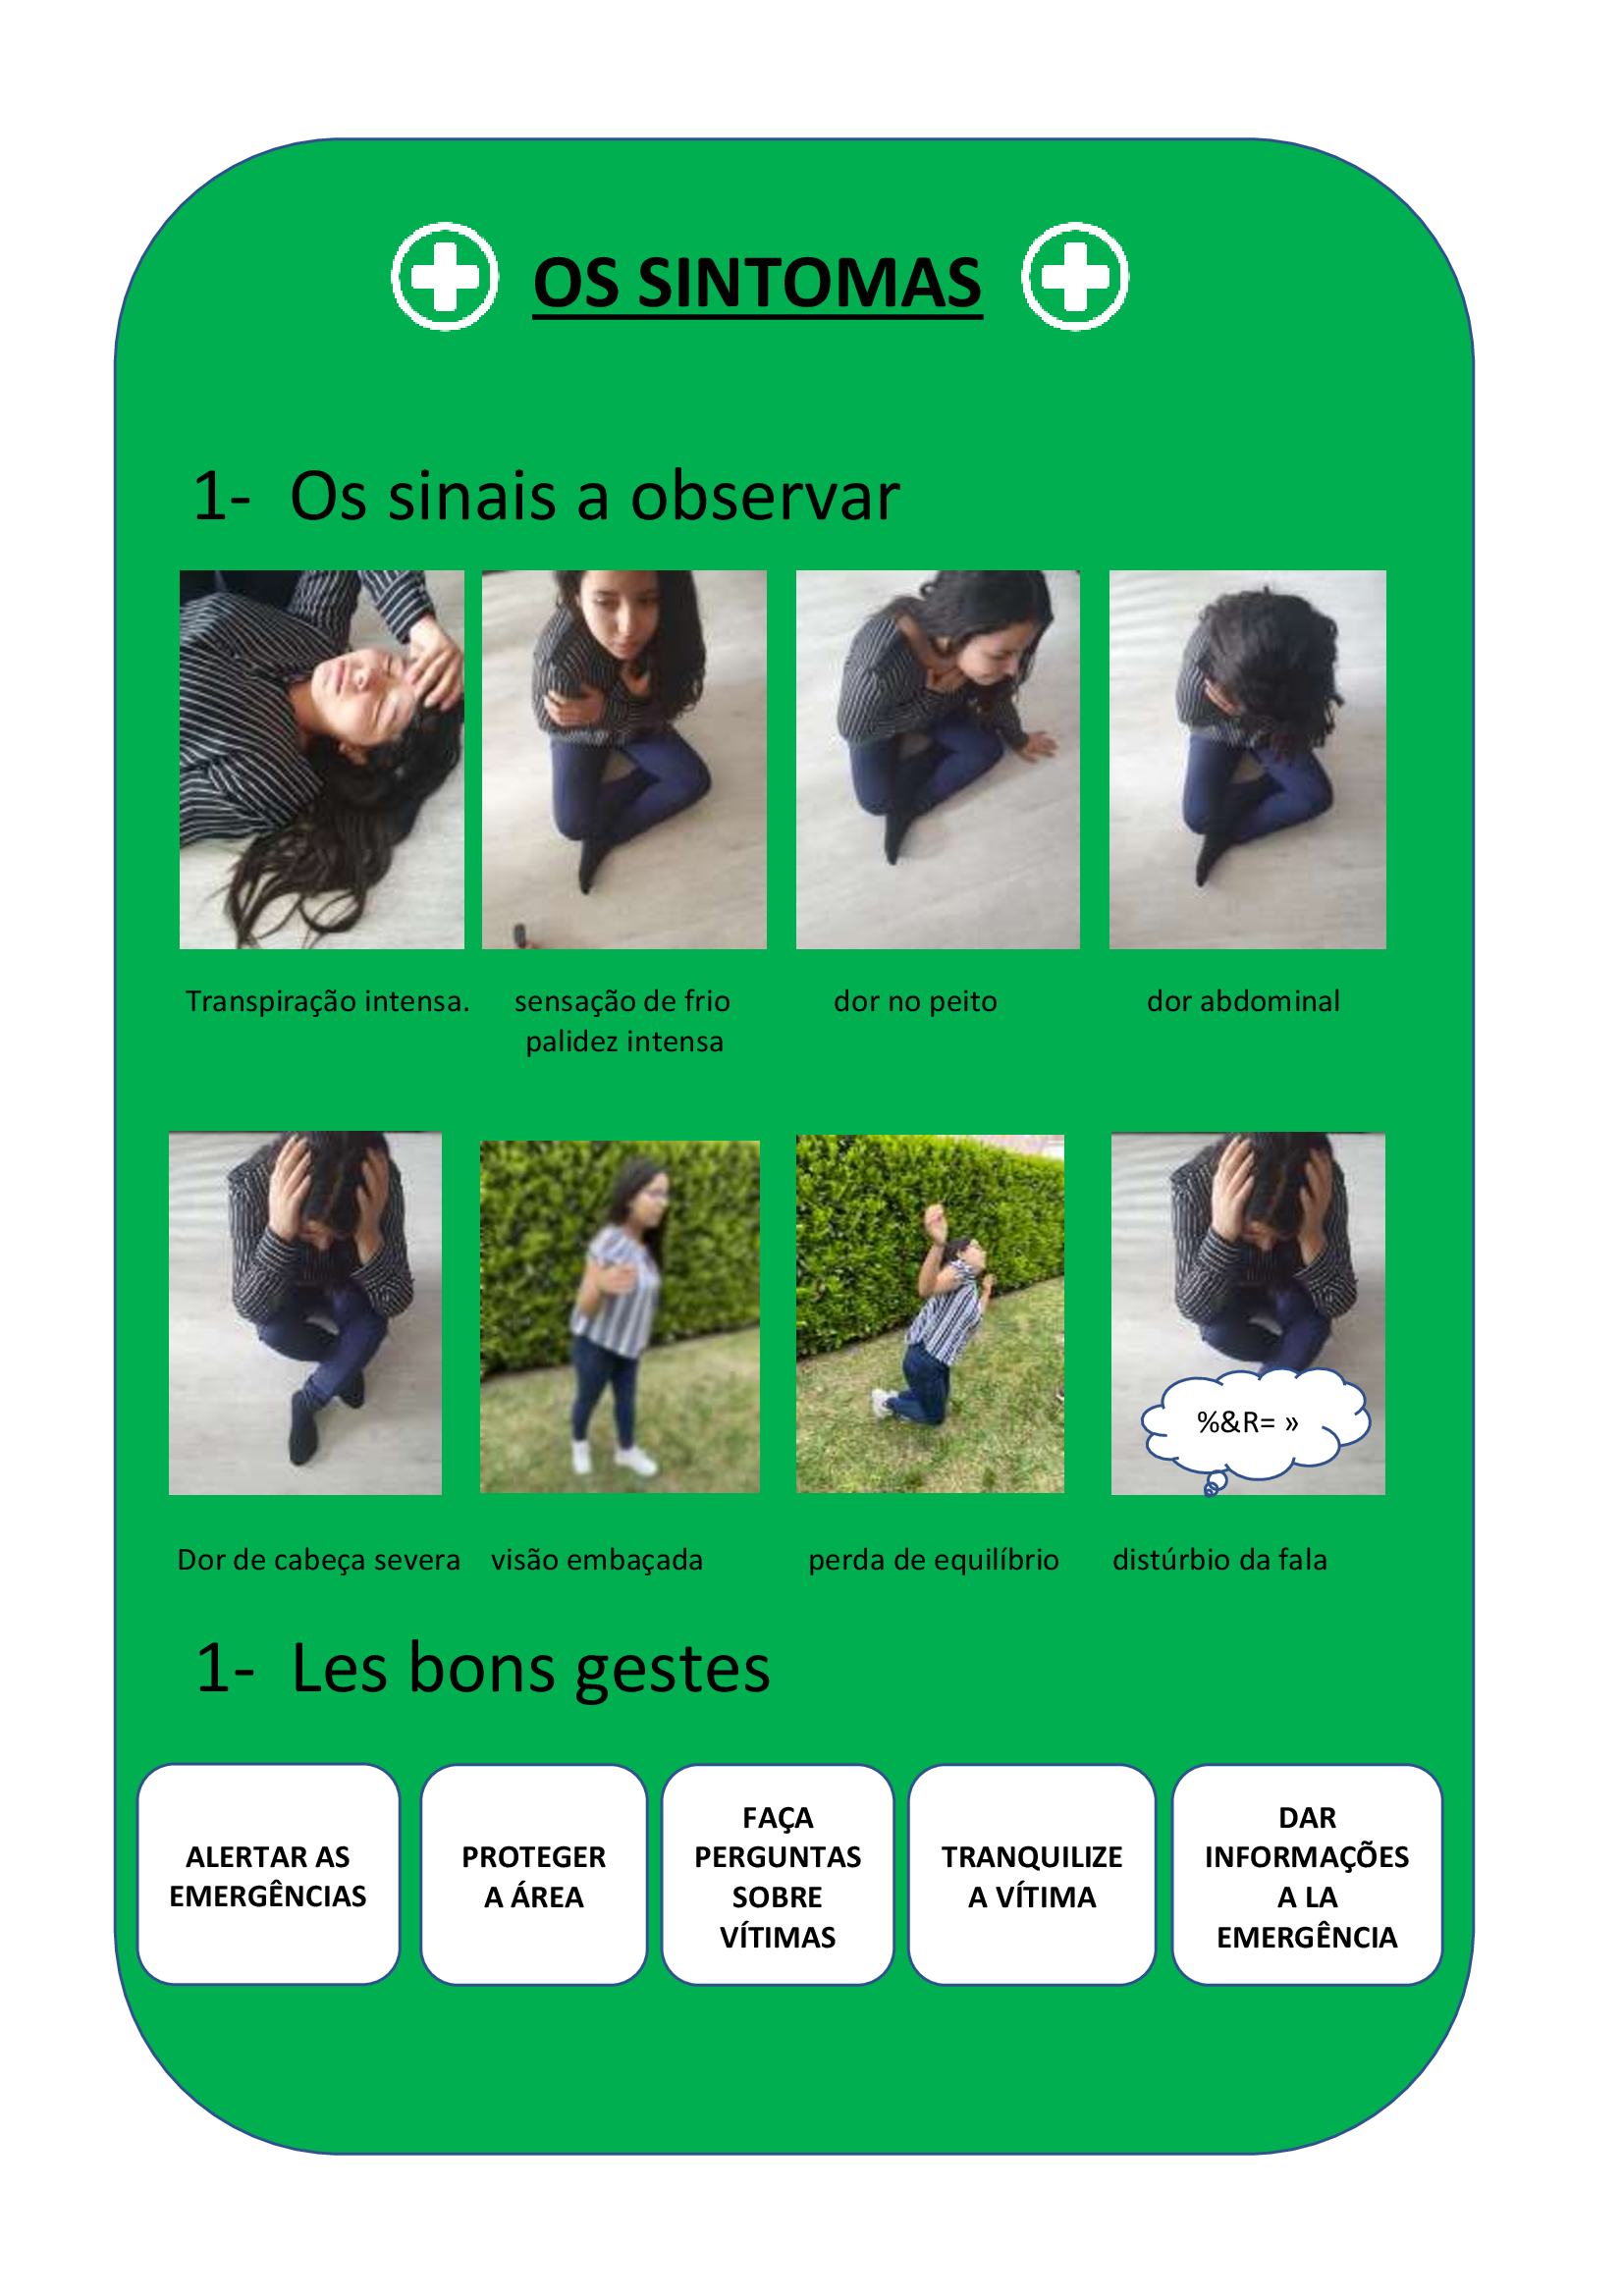 OS SINTOMAS
1- Os sinais a observar
Transpiração intensa.
sensação de frio
palidez intensa
dor no peito
dor abdominal
%&R= »
Dor de cabeça severa
visão embaçada
perda de equilíbrio
distúrbio da fala
1- Les bons gestes
ALERTAR AS
EMERGÊNCIAS
PROTEGER
A ÁREA
FAÇA
PERGUNTAS
SOBRE
VÍTIMAS
TRANQUILIZE
A VÍTIMA
DAR
INFORMAÇÕES
A LA
EMERGÊNCIA